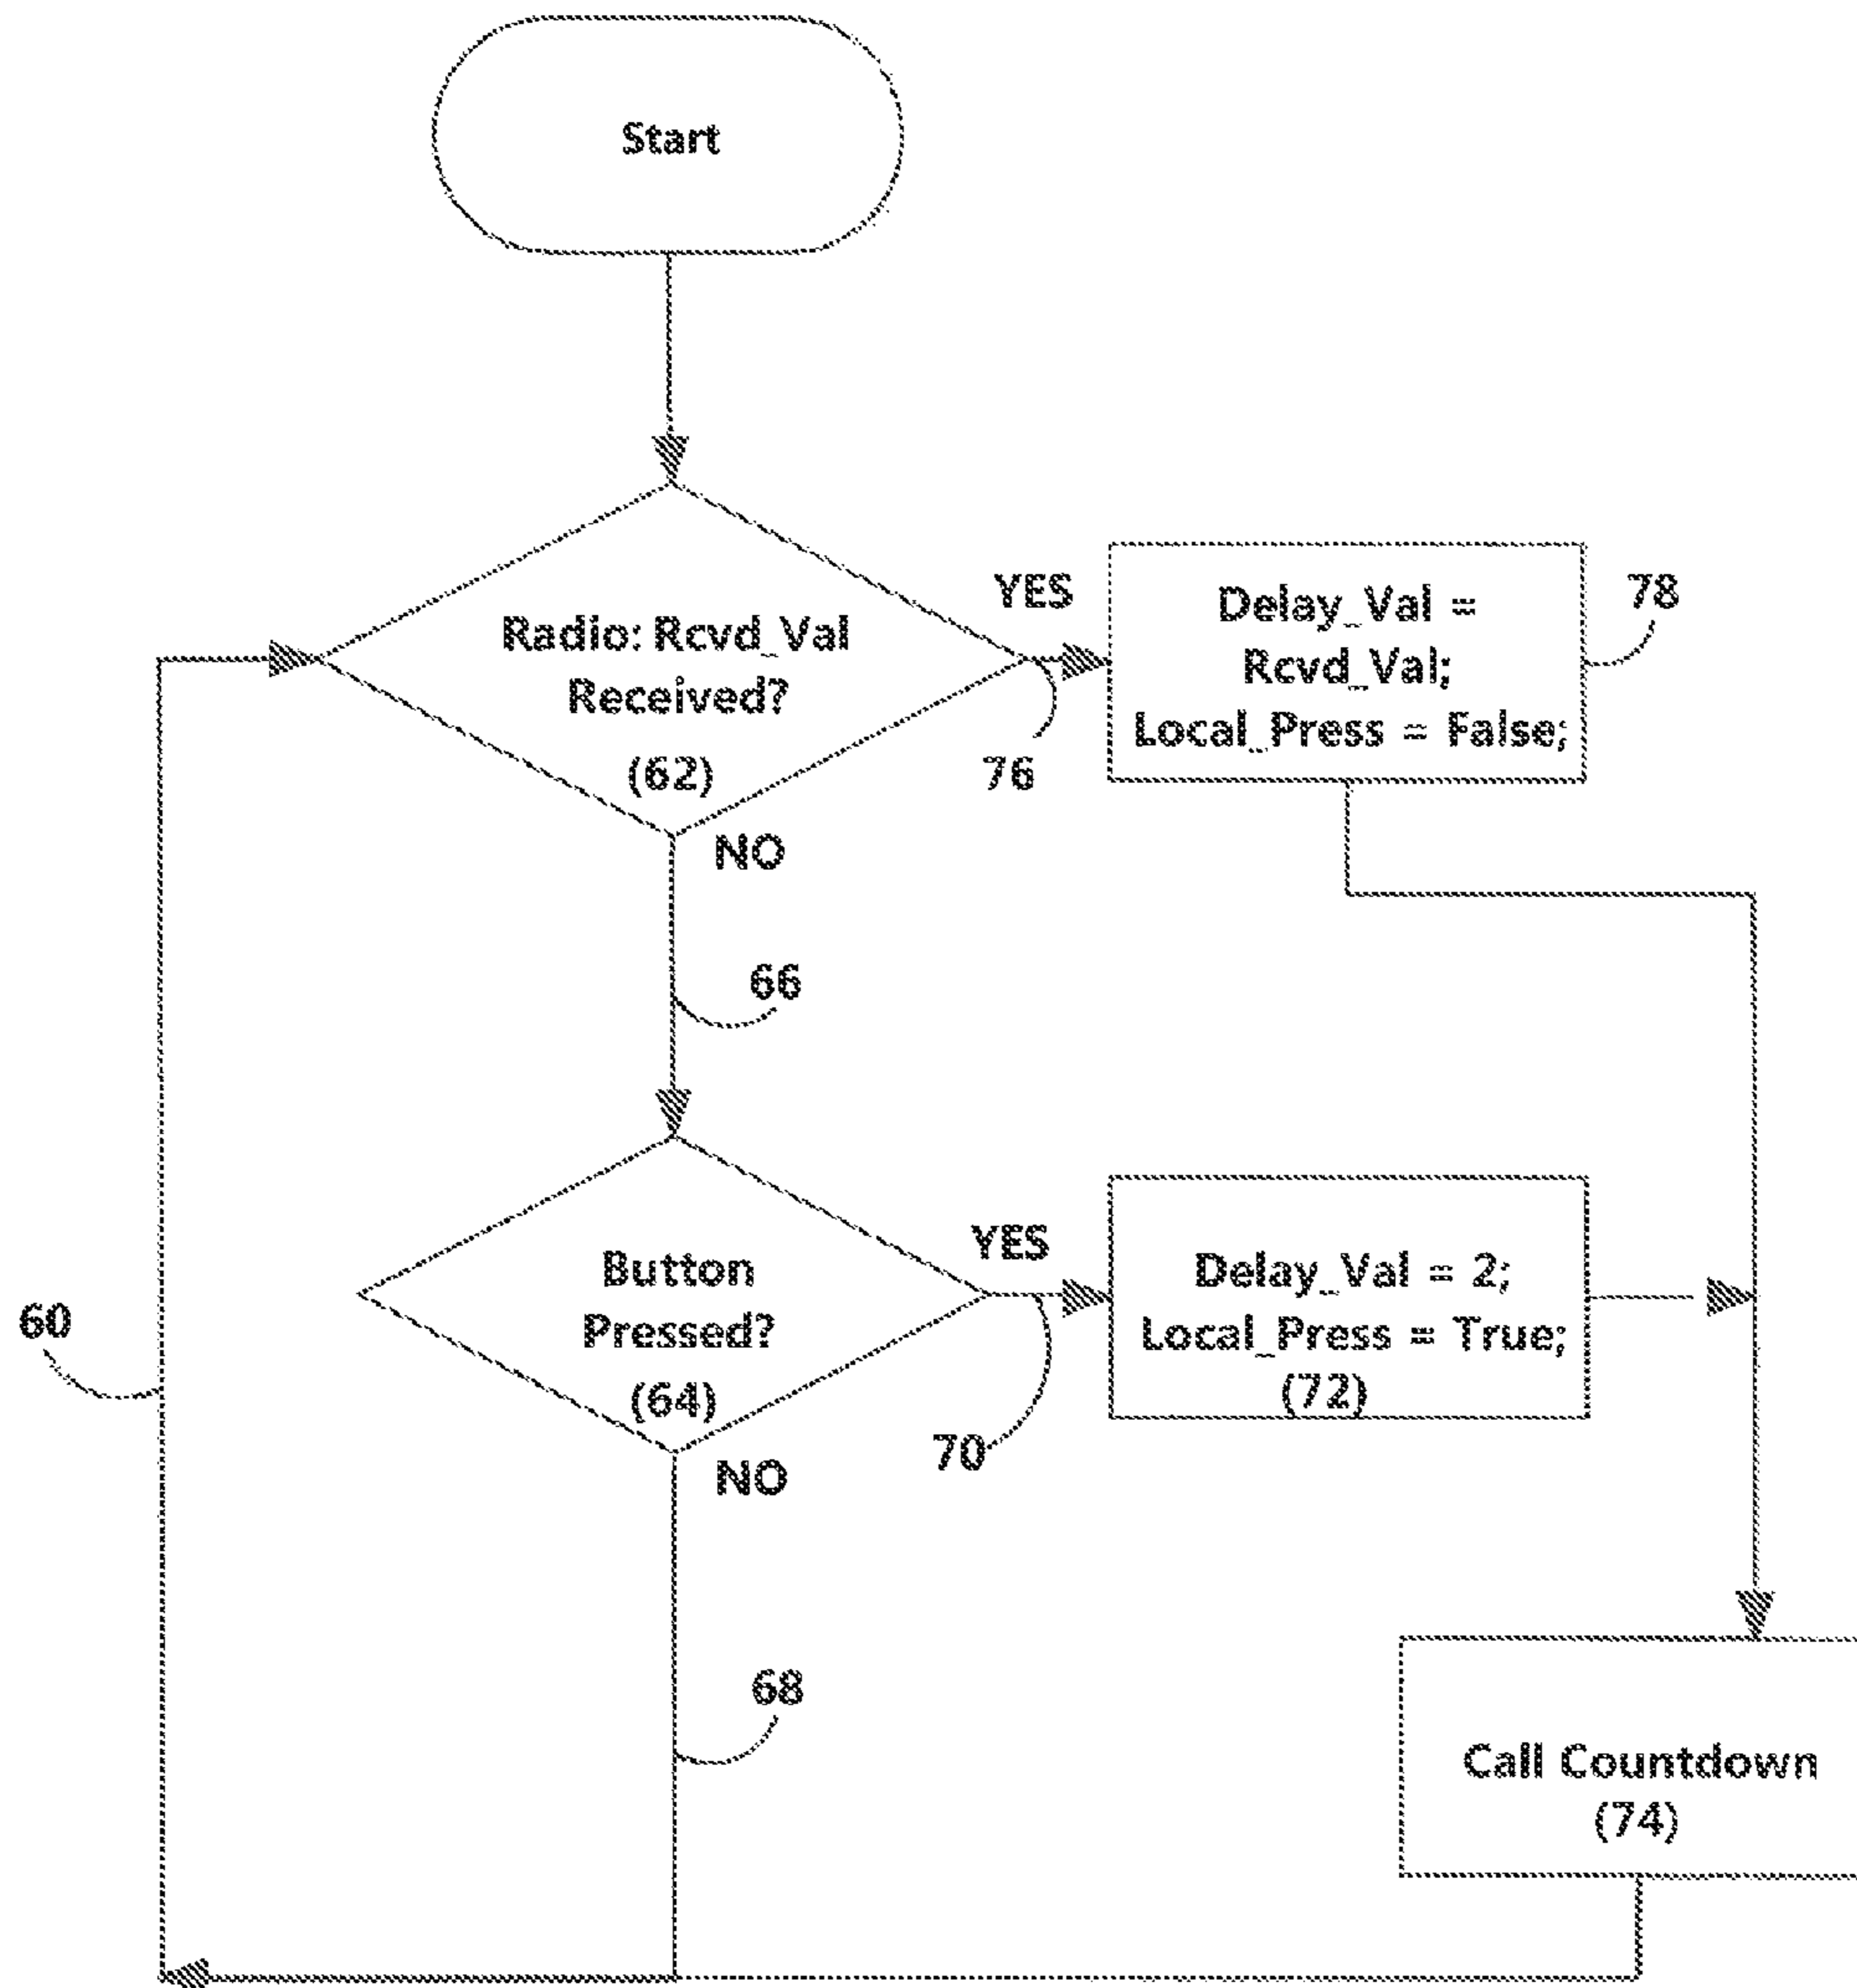 Start
Radio: Rcvd_Val
Received?
(62)
YES
76
Delay_Val =
Rcvd_Val;
Local_Press = False;
78
NO
66
Button
Pressed?
(64)
YES
70
Delay_Val = 2;
Local_Press = True;
(72)
60
NO
68
Call Countdown
(74)